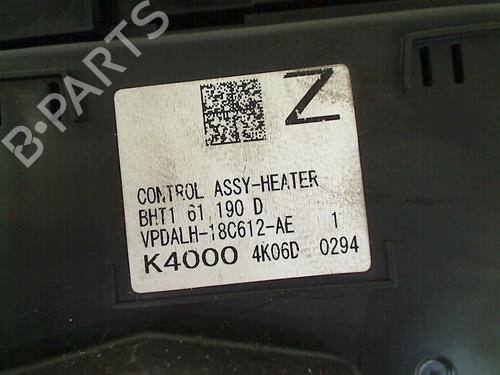 B-PARTS
Z
CONTROL ASSY-HEATER
BHT1 61 190 D
VPDALH-18C612-AE 1
K4000 4K06D 0294